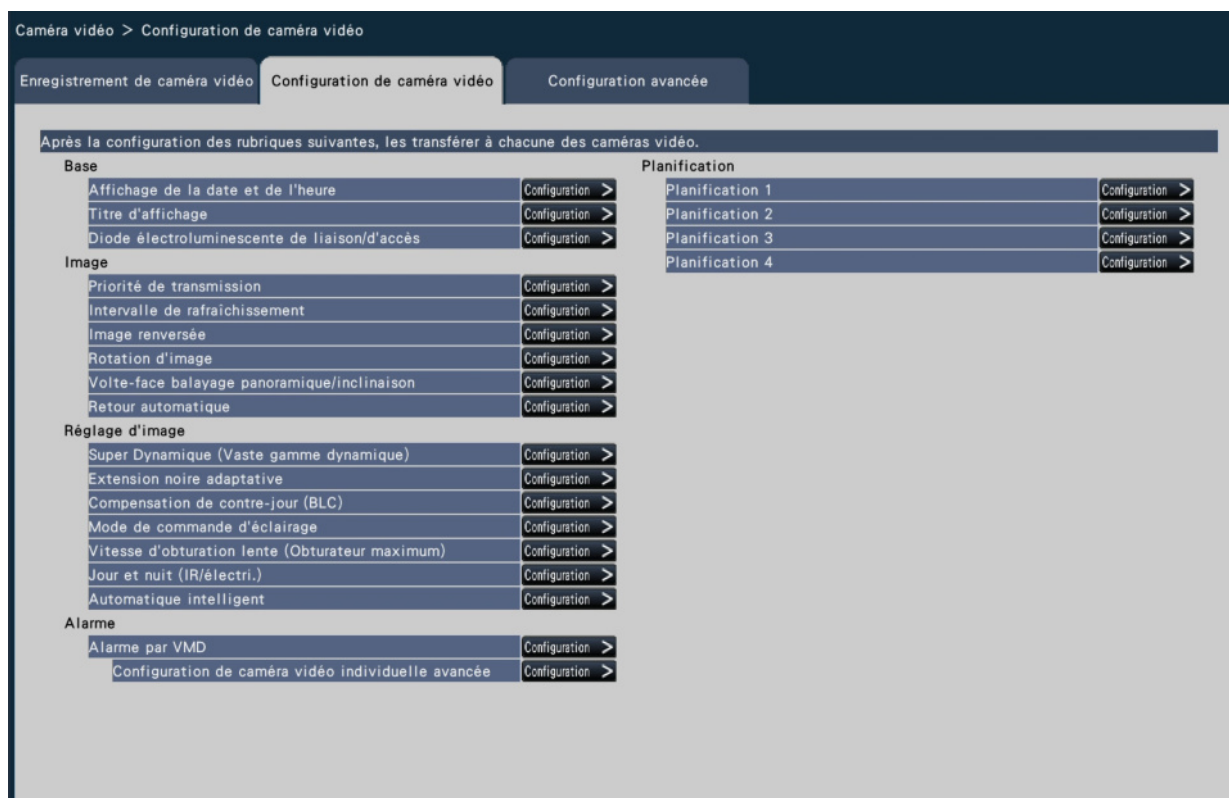 Caméra vidéo > Configuration de caméra vidéo
Enregistrement de caméra vidéo Configuration de caméra vidéo Configuration avancée
Après la configuration des rubriques suivantes, les transférer à chacune des caméras vidéo.
Base
Affichage de la date et de l'heure Configuration >
Titre d'affichage Configuration >
Diode électroluminescente de liaison/d'accès Configuration >
Image
Priorité de transmission Configuration >
Intervalle de rafraîchissement Configuration >
Image renversée Configuration >
Rotation d'image Configuration >
Volte-face balayage panoramique/inclinaison Configuration >
Retour automatique Configuration >
Réglage d'image
Super Dynamique (Vaste gamme dynamique) Configuration >
Extension noire adaptative Configuration >
Compensation de contre-jour (BLC) Configuration >
Mode de commande d'éclairage Configuration >
Vitesse d'obturation lente (Obturateur maximum) Configuration >
Jour et nuit (IR/électri.) Configuration >
Automatique intelligent Configuration >
Alarme
Alarme par VMD Configuration >
Configuration de caméra vidéo individuelle avancée Configuration >
Planification
Planification 1 Configuration >
Planification 2 Configuration >
Planification 3 Configuration >
Planification 4 Configuration >